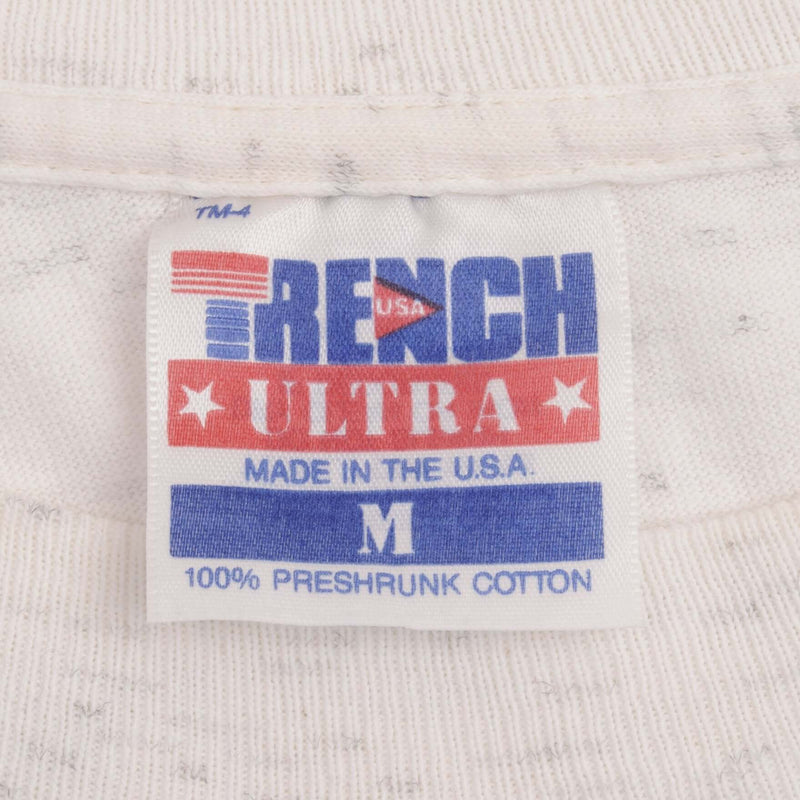 TM-4
TRENCH
USA
ULTRA
MADE IN THE U.S.A.
M
100% PRESHRUNK COTTON